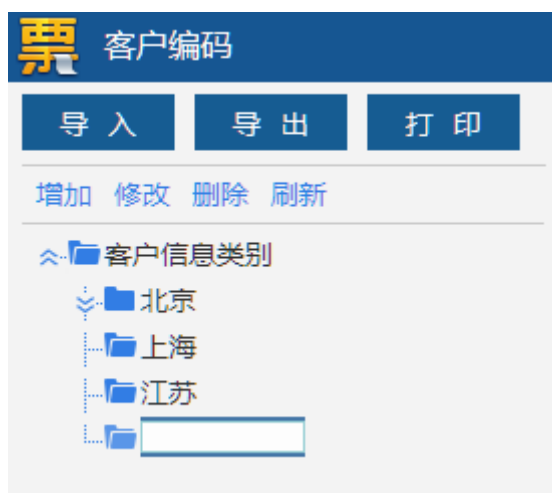 票 客户编码
导入 导出 打印
增加 修改 删除 刷新
客户信息类别
北京
上海
江苏